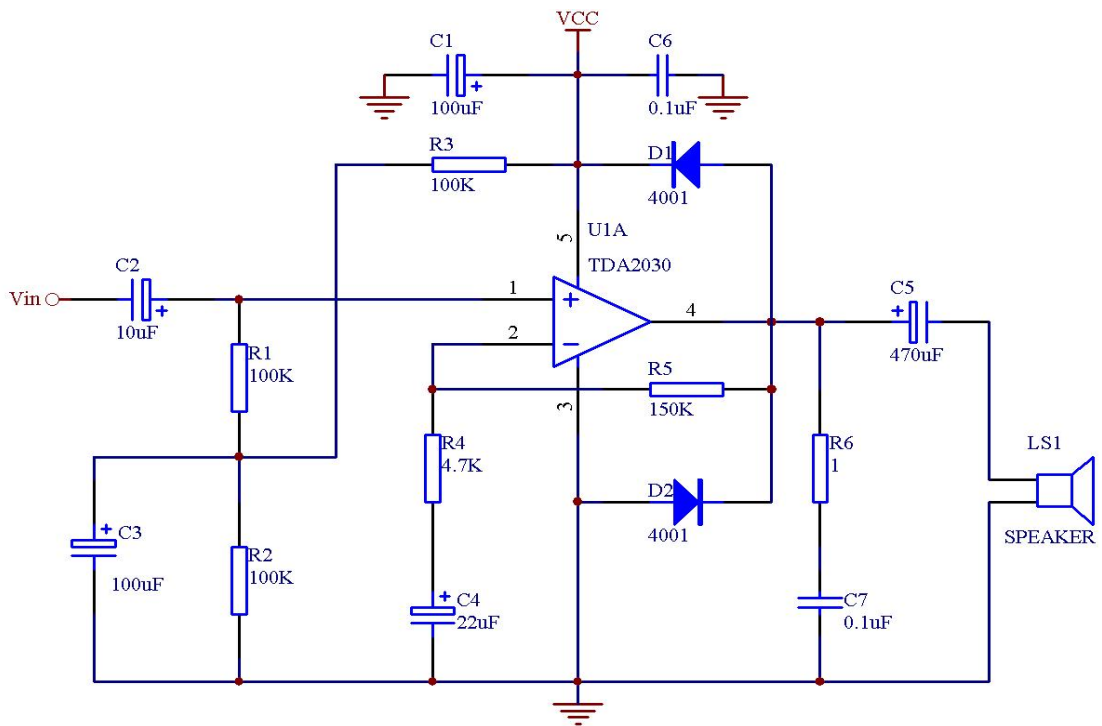 VCC
C1
100uF
C6
0.1uF
R3
100K
D1
4001
5
U1A
TDA2030
C2
Vin
10uF
1
2
4
3
C5
470uF
R1
100K
R5
150K
R4
4.7K
R6
1
LS1
SPEAKER
D2
4001
C3
100uF
R2
100K
C4
22uF
C7
0.1uF